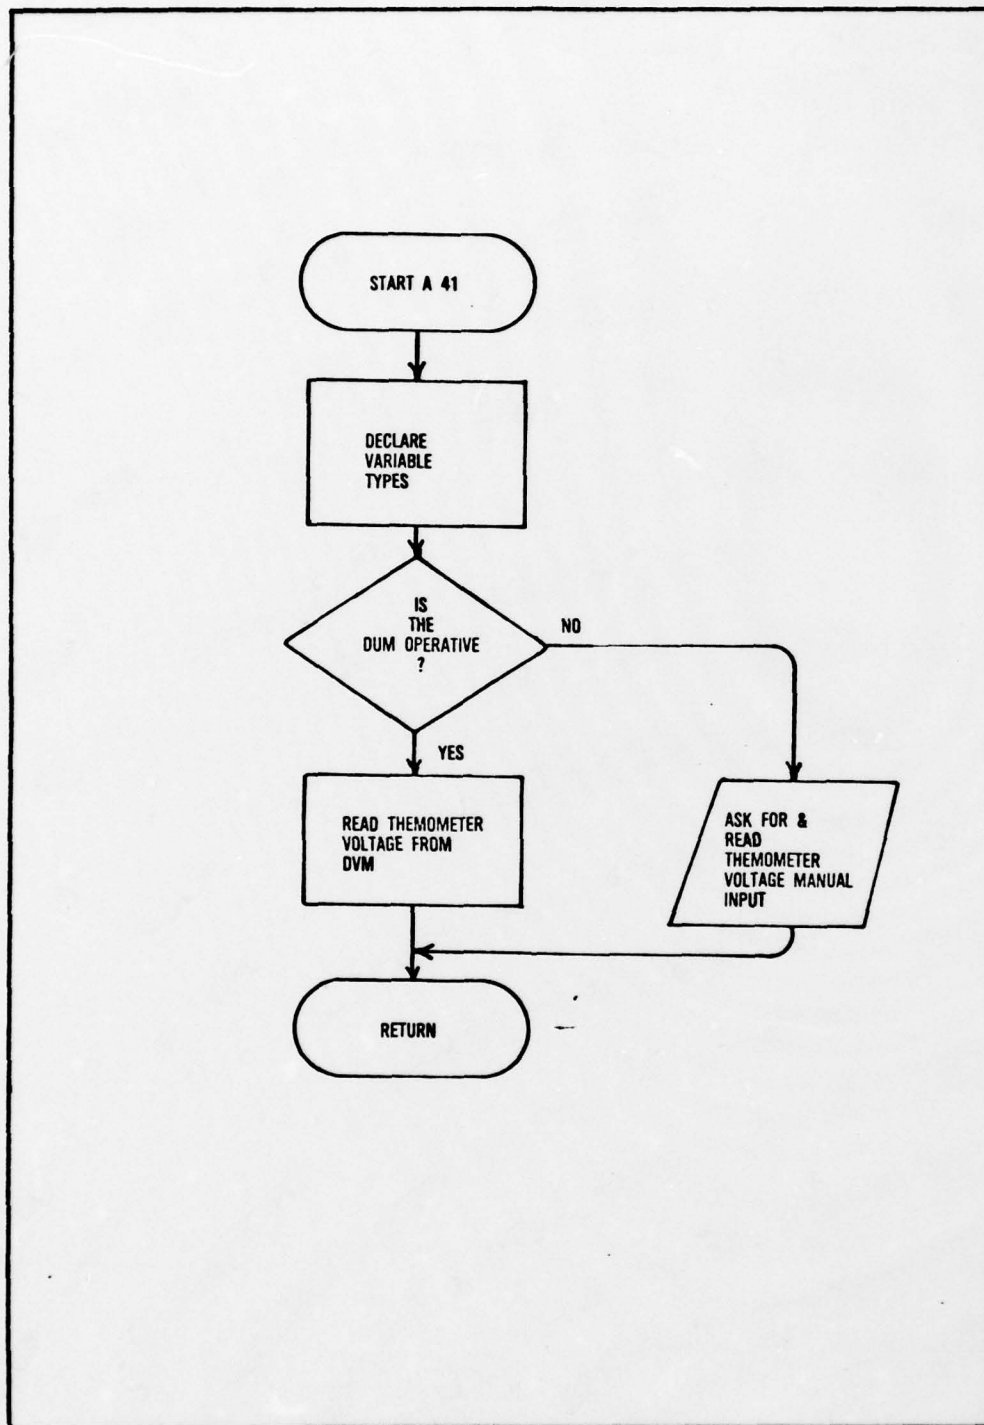 START A 41
DECLARE
VARIABLE
TYPES
IS
THE
DUM OPERATIVE
?
NO
YES
READ THEMOMETER
VOLTAGE FROM
DVM
ASK FOR &
READ
THEMOMETER
VOLTAGE MANUAL
INPUT
RETURN